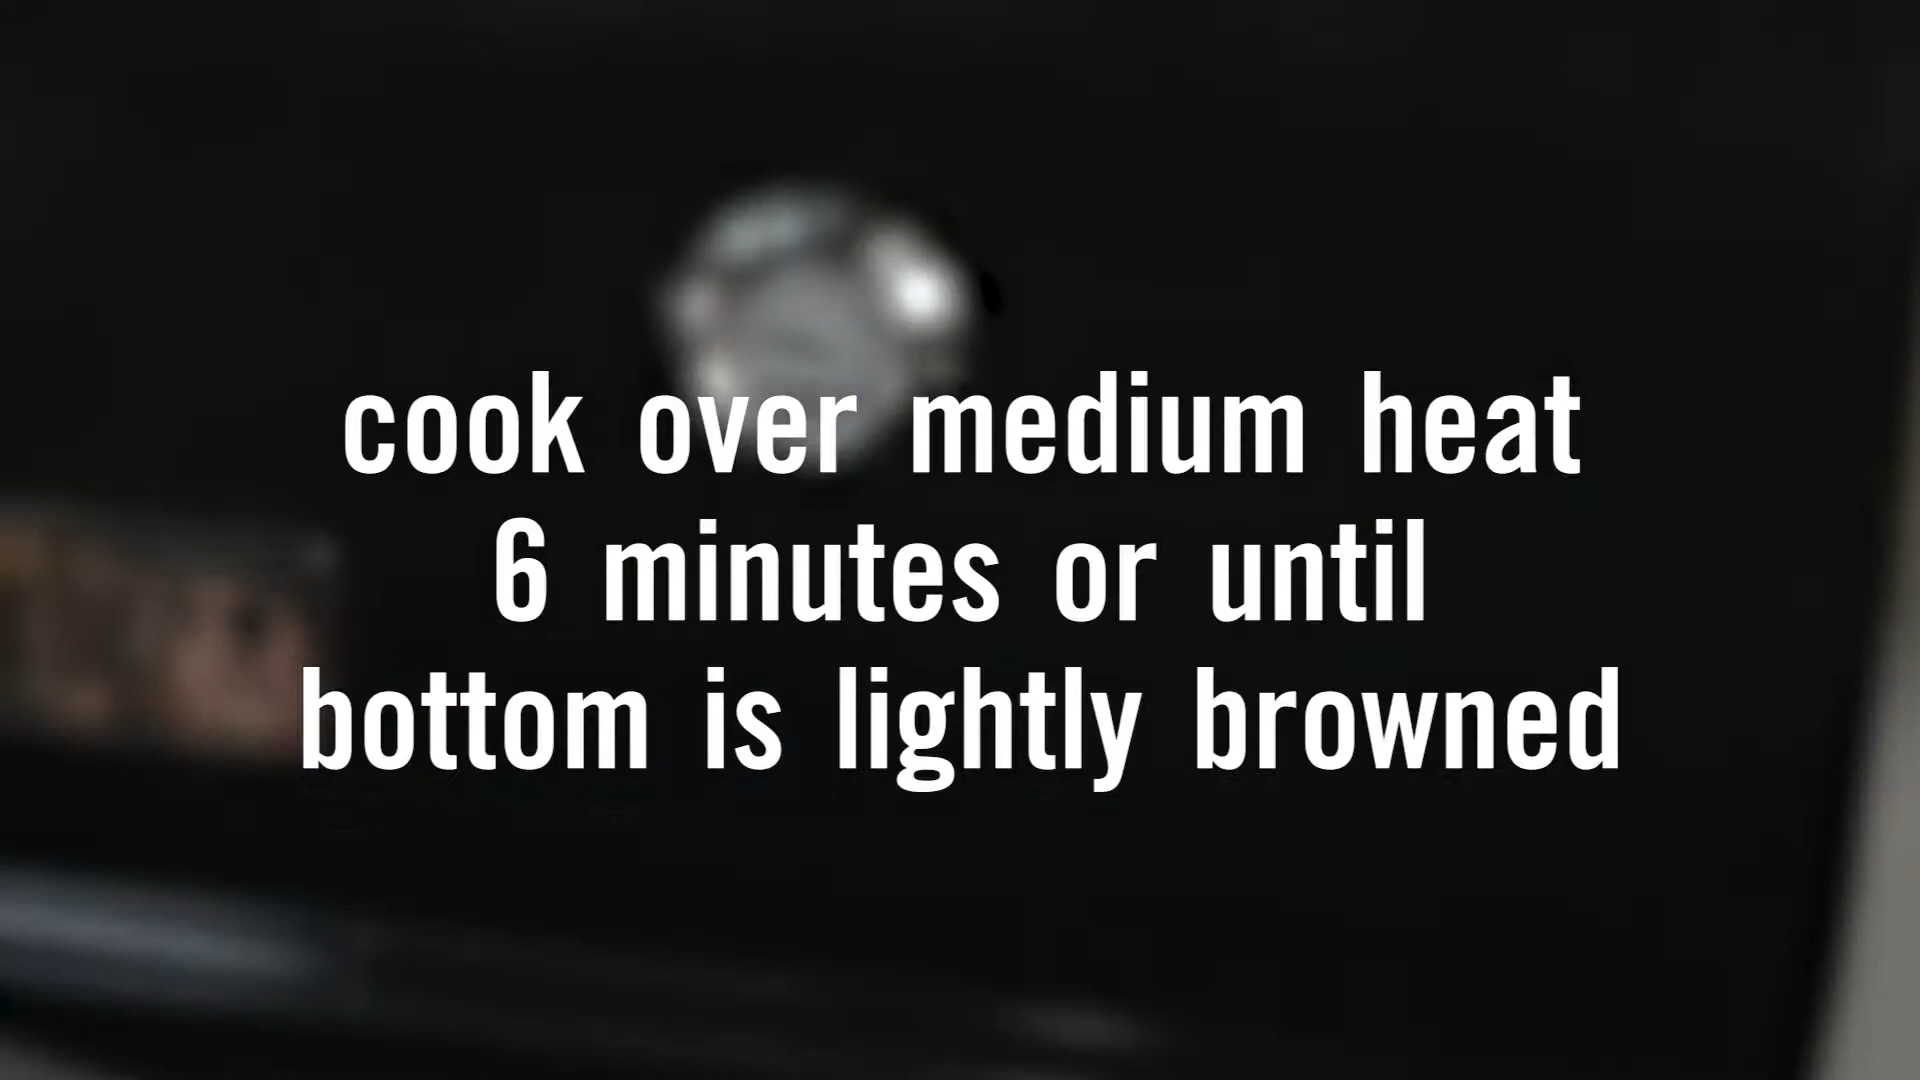 cook over medium heat
6 minutes or until
bottom is lightly browned